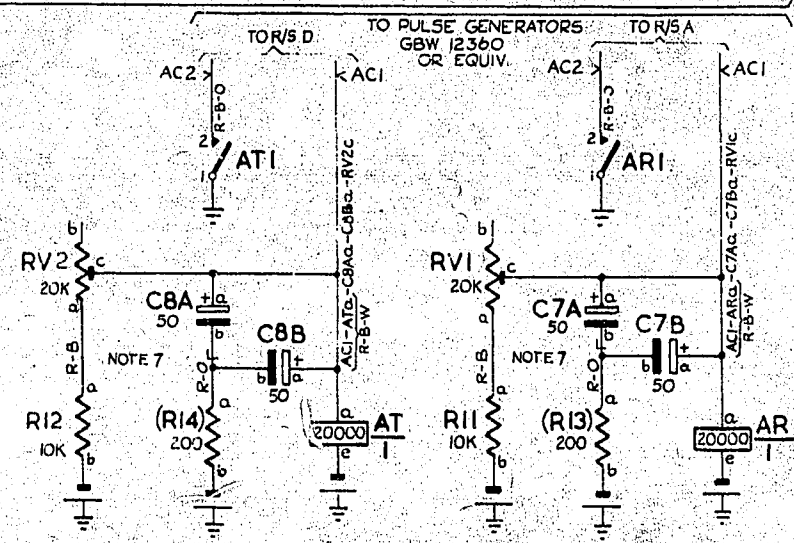 TO R/S D
TO PULSE GENERATORS
GBW 12360
OR EQUIV.
TO R/S A
AC2
AC1
AC2
AC1
R-B-O
R-B-O
2
AT1
1
2
AR1
1
AC1-ATa-C8Aa-C8Ba-RV2c
R-B-W
AC1-ARa-C7Aa-C7Ba-RV1c
R-B-W
b
RV2
20K
c
a
C8A
50
+
a
b
C8B
b
+
a
50
R-B
NOTE 7
R-O
R12
10K
a
b
(R14)
200
a
b
a
20000
e
AT
1
b
RV1
20K
c
a
C7A
50
+
a
b
C7B
b
+
a
50
R-B
NOTE 7
R-O
R11
10K
a
b
(R13)
200
a
b
a
20000
e
AR
1